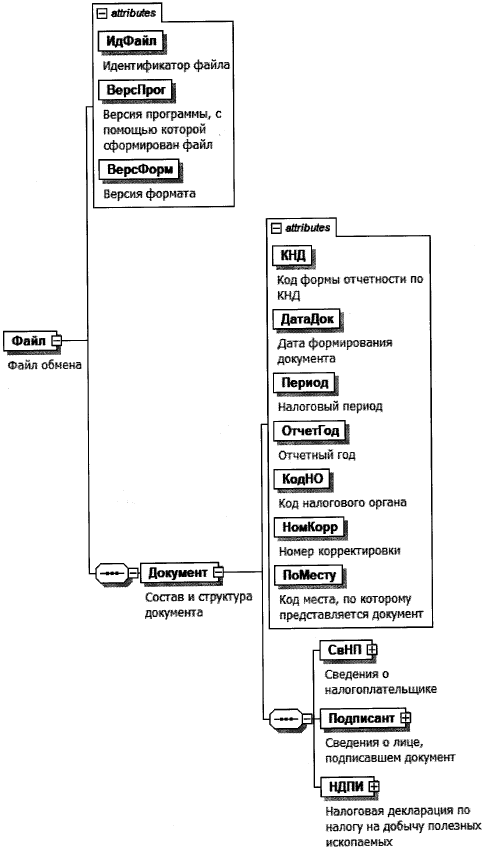 attributes
ИдФайл
Идентификатор файла
ВерсПрог
Версия программы, с
помощью которой
сформирован файл
ВерсФорм
Версия формата
Файл
Файл обмена
Документ
Состав и структура
документа
attributes
КНД
Код формы отчетности по
КНД
ДатаДок
Дата формирования
документа
Период
Налоговый период
ОтчетГод
Отчетный год
КодНО
Код налогового органа
НомКорр
Номер корректировки
ПоМесту
Код места, по которому
представляется документ
СвНП
Сведения о
налогоплательщике
Подписант
Сведения о лице,
подписавшем документ
НДПИ
Налоговая декларация по
налогу на добычу полезных
ископаемых